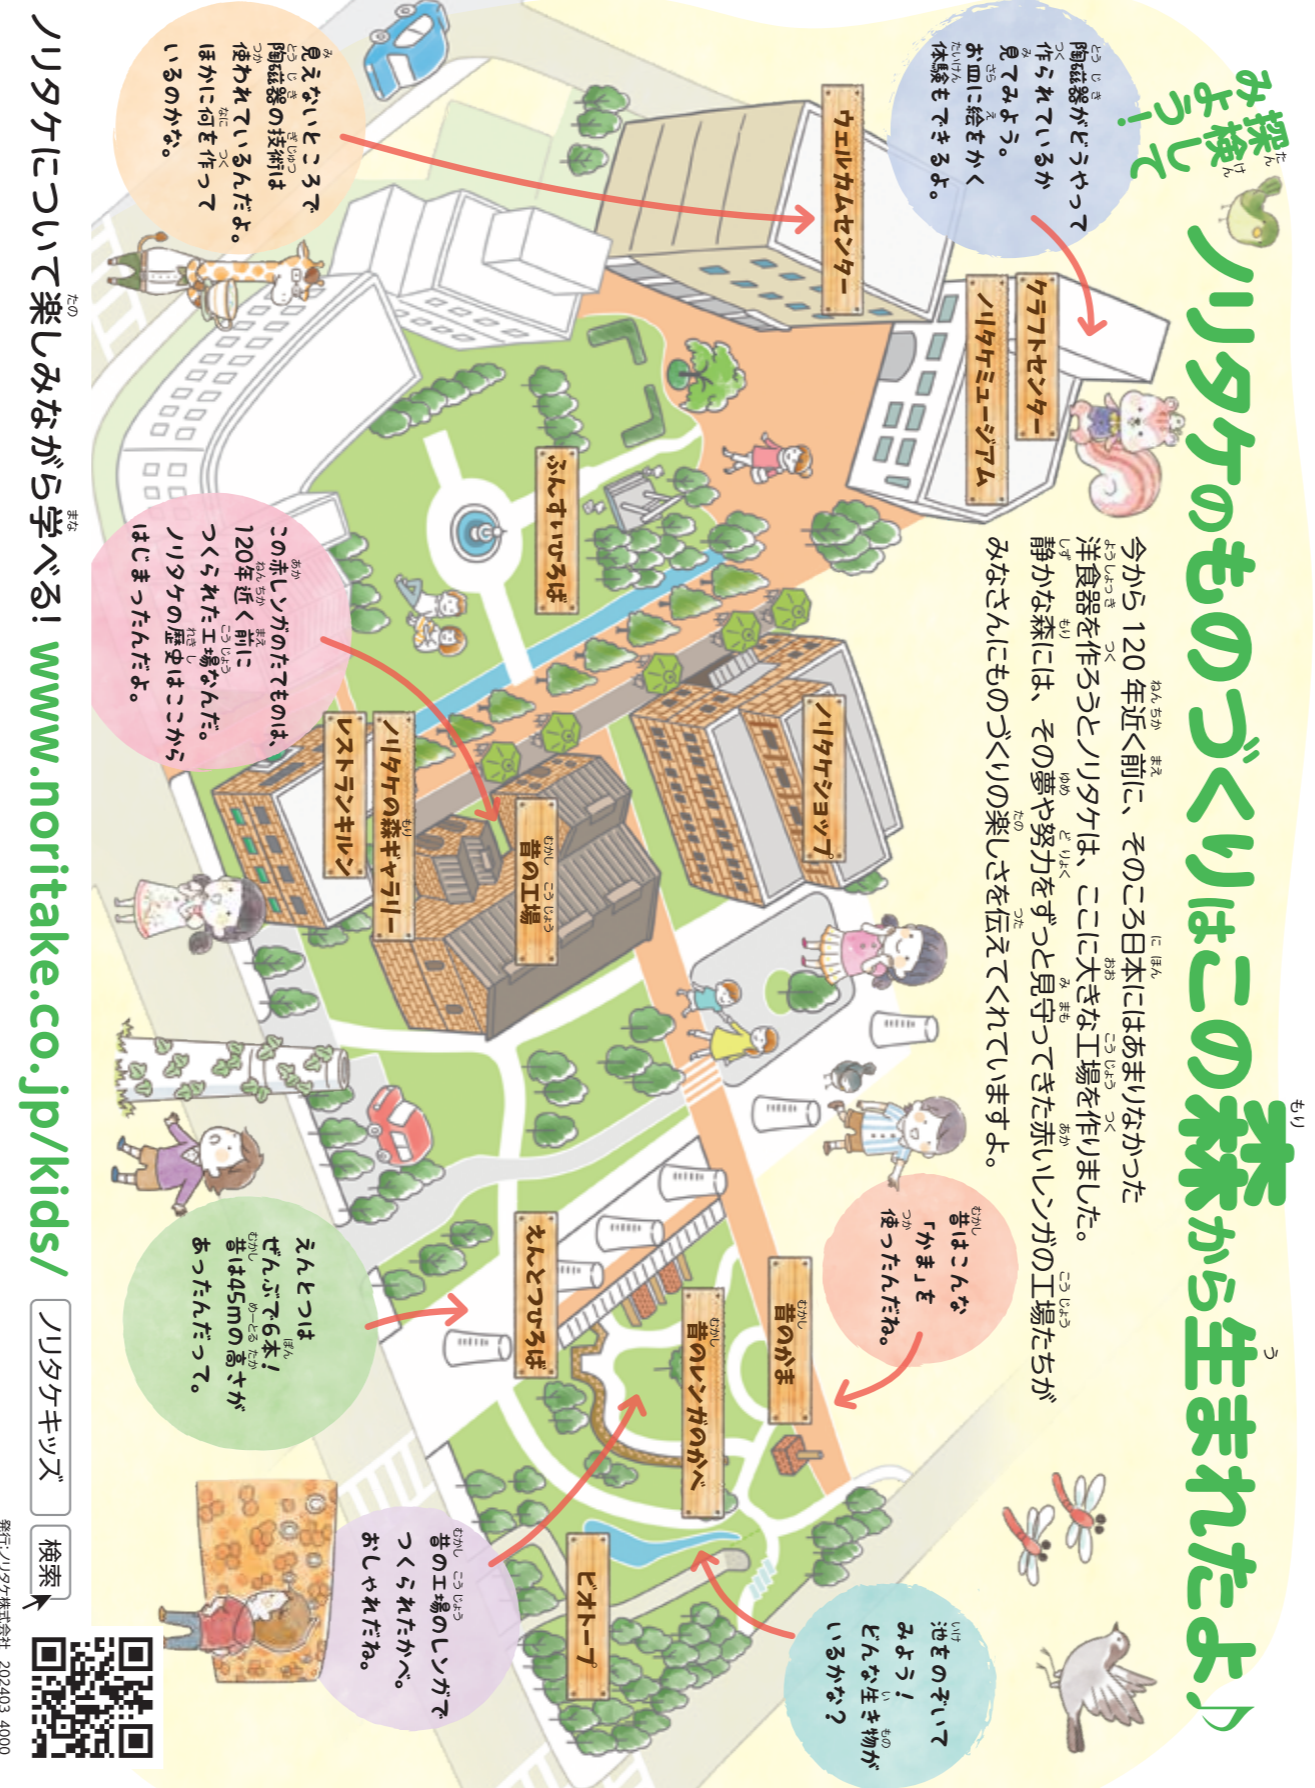 探検して
みよう！
ノリタケのものづくりはこの森から生まれたよ♪
今から120年近く前に、そのころ日本にはあまりなかった
洋食器を作ろうとノリタケは、ここに大きな工場を作りました。
静かな森には、その夢や努力をずっと見守ってきた赤いレンガの工場たちが
みなさんにものづくりの楽しさを伝えてくれていますよ。
陶磁器がどうやって
作られているか
見てみよう。
お皿に絵をかく
体験もできるよ。
クラフトセンター
ノリタケミュージアム
ウェルカムセンター
見えないところで
陶磁器の技術は
使われているんだよ。
ほかに何を作って
いるのかな。
ふんすいひろば
ノリタケショップ
この赤レンガのたてものは、
120年近く前に
つくられた工場なんだ。
ノリタケの歴史はここから
はじまったんだよ。
昔の工場
ノリタケの森ギャラリー
レストランキルン
昔はこんな
「かま」を
使ったんだね。
昔のかま
昔のレンガのかべ
えんとつひろば
えんとつは
ぜんぶで6本！
昔は45mの高さが
あったんだって。
昔の工場のレンガで
つくられたかべ。
おしゃれだね。
ビオトープ
池をのぞいて
みよう！
どんな生き物が
いるかな？
ノリタケについて楽しみながら学べる！ www.noritake.co.jp/kids/ ノリタケキッズ 検索
発行：ノリタケ株式会社 202403_4000